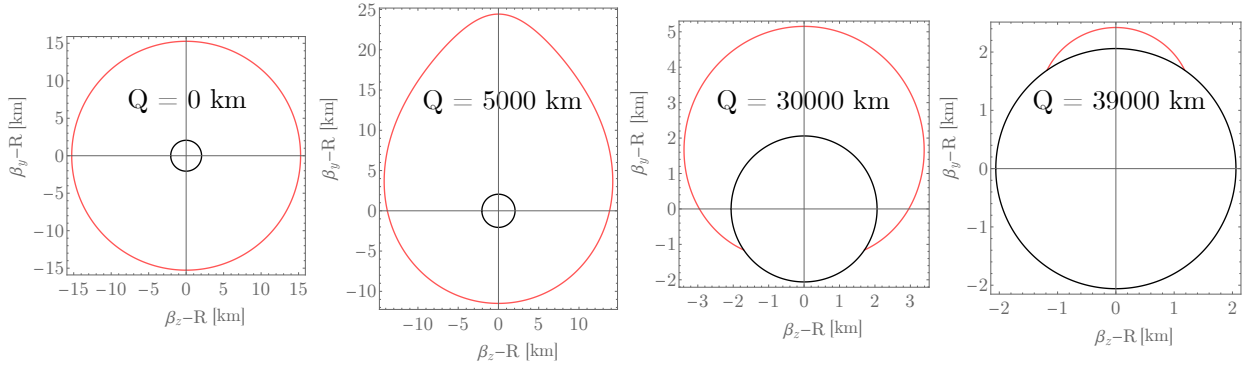 15
10
5
0
−5
−10
−15
β_y−R [km]
Q = 0 km
−15 −10 −5 0 5 10 15
β_z−R [km]
25
20
15
10
5
0
−5
−10
β_y−R [km]
Q = 5000 km
−10 −5 0 5 10
β_z−R [km]
5
4
3
2
1
0
−1
−2
β_y−R [km]
Q = 30000 km
−3 −2 −1 0 1 2 3
β_z−R [km]
2
1
0
−1
−2
β_y−R [km]
Q = 39000 km
−2 −1 0 1 2
β_z−R [km]